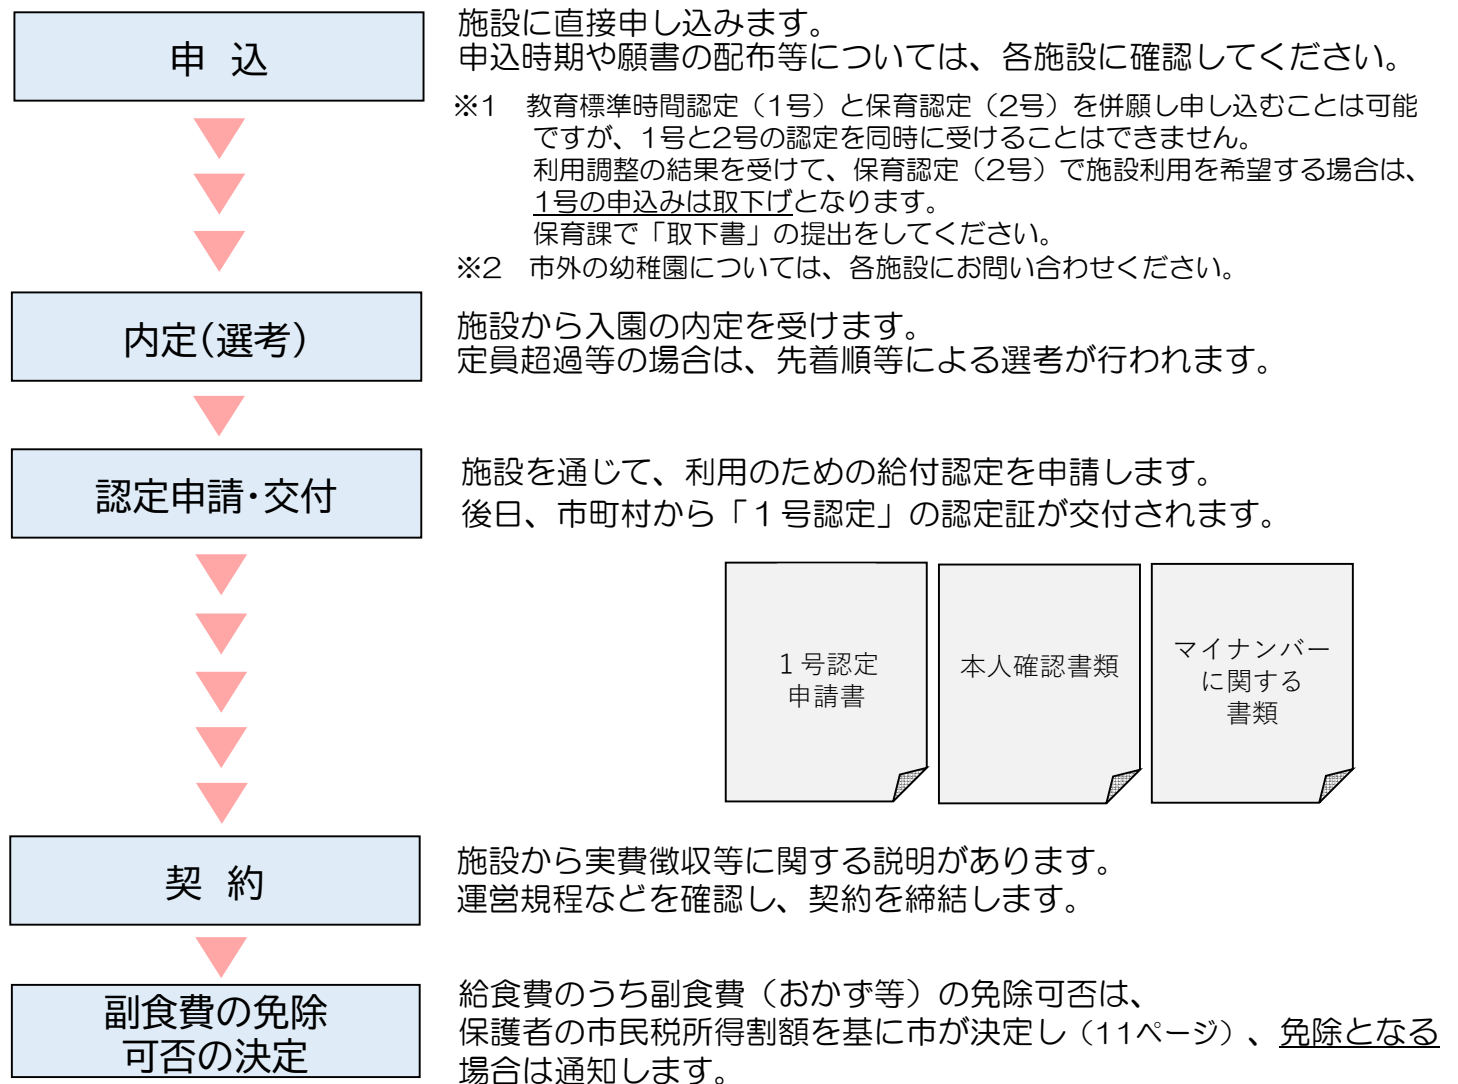 申 込
施設に直接申し込みます。
申込時期や願書の配布等については、各施設に確認してください。
※1 教育標準時間認定（1号）と保育認定（2号）を併願し申し込むことは可能
ですが、1号と2号の認定を同時に受けることはできません。
利用調整の結果を受けて、保育認定（2号）で施設利用を希望する場合は、
1号の申込みは取下げとなります。
保育課で「取下書」の提出をしてください。
※2 市外の幼稚園については、各施設にお問い合わせください。
内定(選考)
施設から入園の内定を受けます。
定員超過等の場合は、先着順等による選考が行われます。
認定申請・交付
施設を通じて、利用のための給付認定を申請します。
後日、市町村から「１号認定」の認定証が交付されます。
１号認定
申請書
本人確認書類
マイナンバー
に関する
書類
契 約
施設から実費徴収等に関する説明があります。
運営規程などを確認し、契約を締結します。
副食費の免除
可否の決定
給食費のうち副食費（おかず等）の免除可否は、
保護者の市民税所得割額を基に市が決定し（11ページ）、免除となる
場合は通知します。